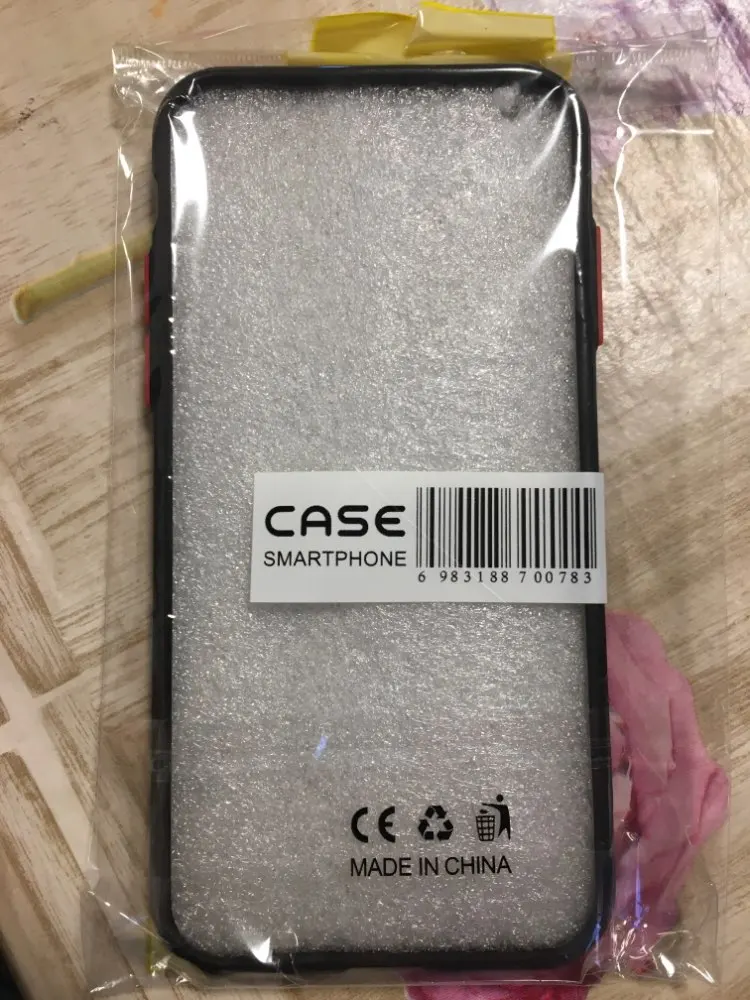 CASE
SMARTPHONE
6 983188 700783
CE
MADE IN CHINA